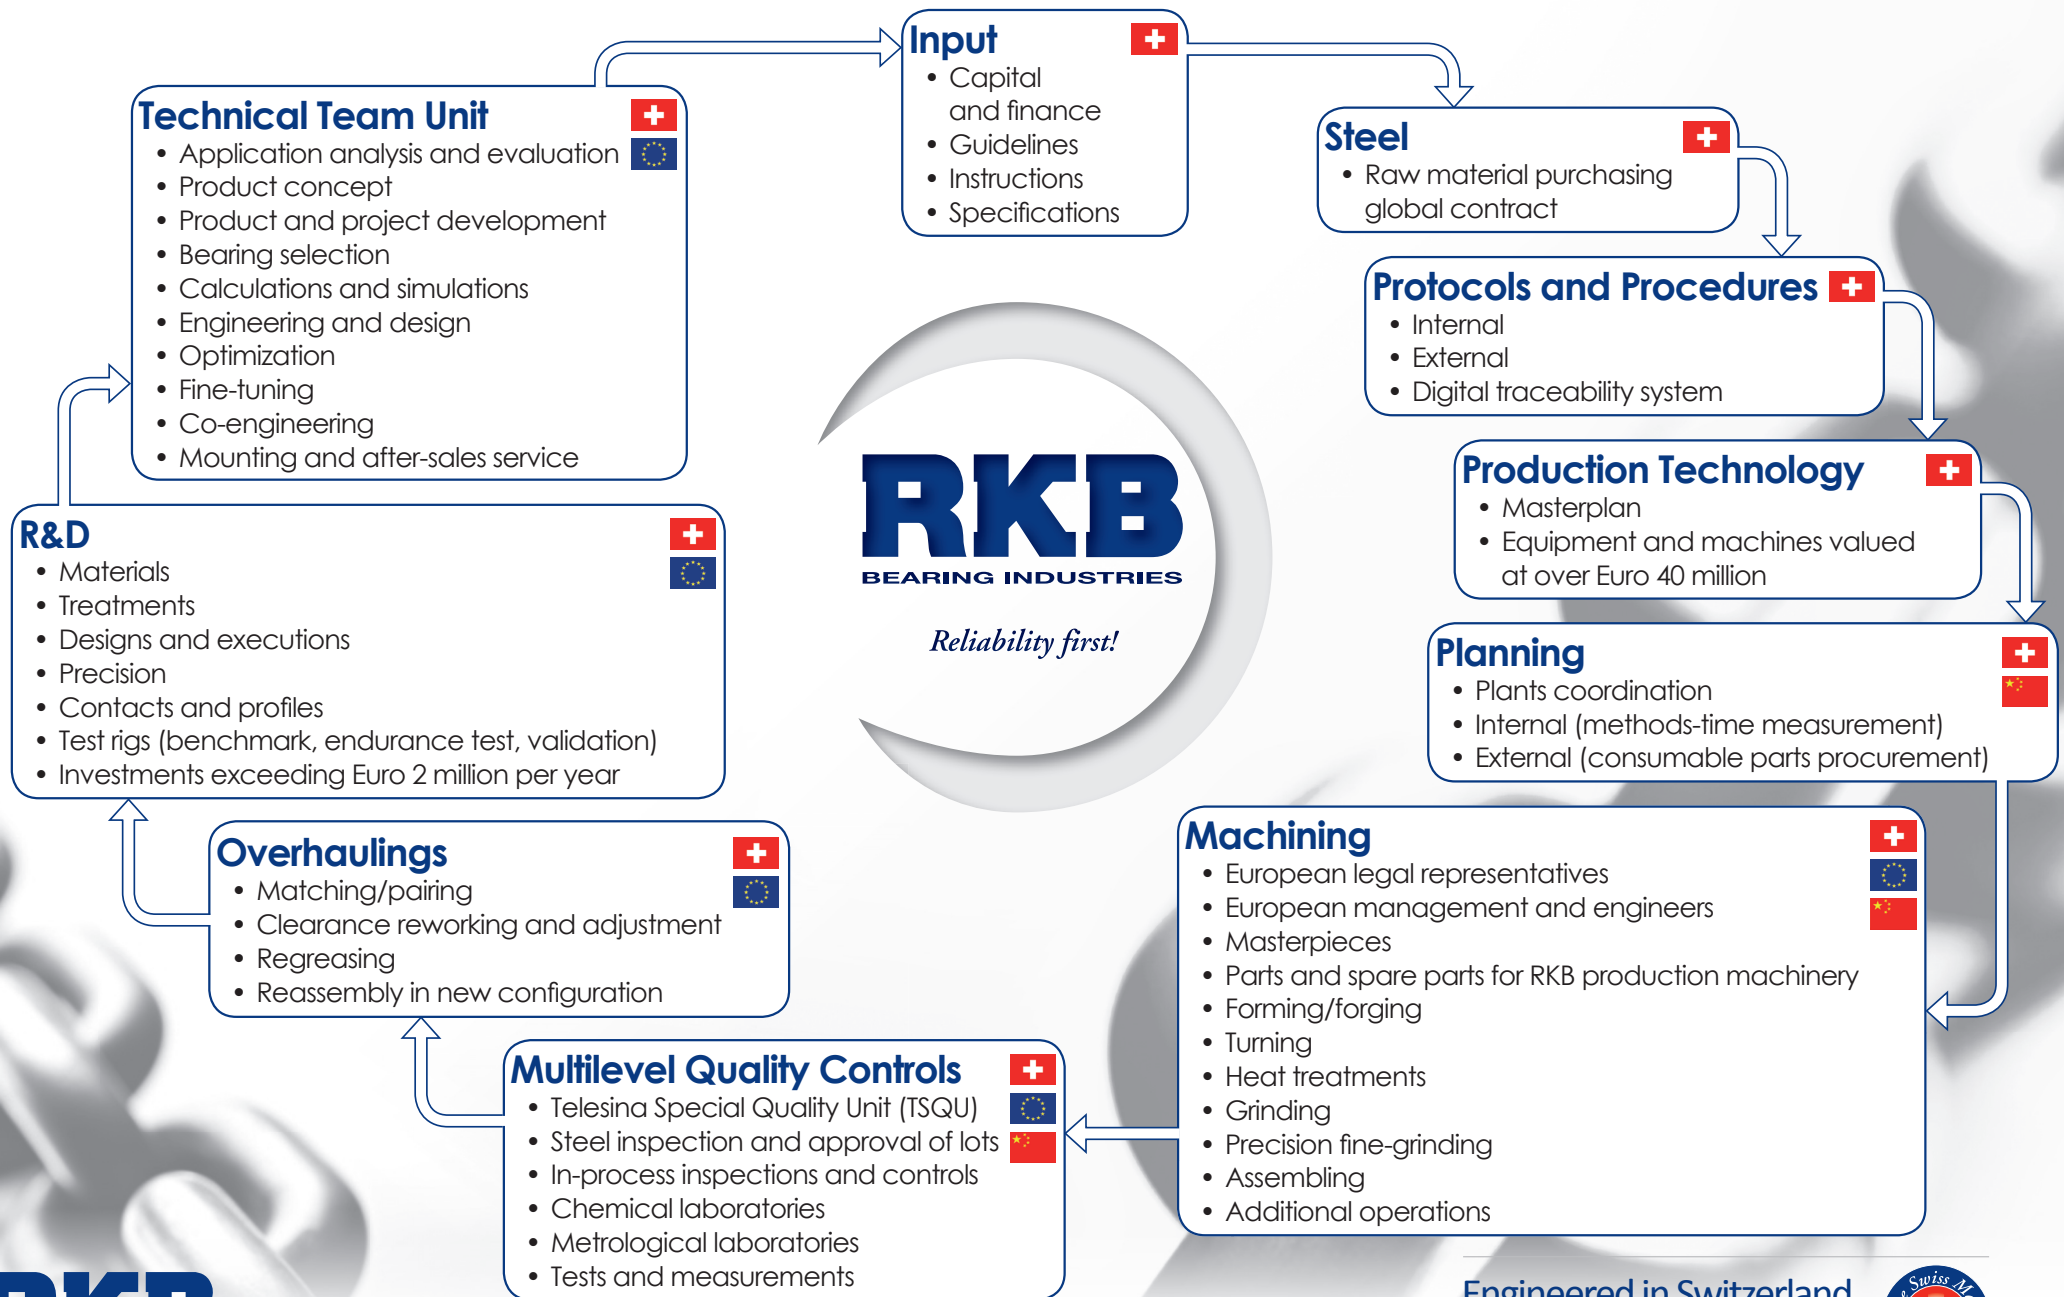 Input
• Capital
and finance
• Guidelines
• Instructions
• Specifications
Steel
• Raw material purchasing
global contract
Protocols and Procedures
• Internal
• External
• Digital traceability system
Production Technology
• Masterplan
• Equipment and machines valued
at over Euro 40 million
Planning
• Plants coordination
• Internal (methods-time measurement)
• External (consumable parts procurement)
Machining
• European legal representatives
• European management and engineers
• Masterpieces
• Parts and spare parts for RKB production machinery
• Forming/forging
• Turning
• Heat treatments
• Grinding
• Precision fine-grinding
• Assembling
• Additional operations
Multilevel Quality Controls
• Telesina Special Quality Unit (TSQU)
• Steel inspection and approval of lots
• In-process inspections and controls
• Chemical laboratories
• Metrological laboratories
• Tests and measurements
Overhaulings
• Matching/pairing
• Clearance reworking and adjustment
• Regreasing
• Reassembly in new configuration
R&D
• Materials
• Treatments
• Designs and executions
• Precision
• Contacts and profiles
• Test rigs (benchmark, endurance test, validation)
• Investments exceeding Euro 2 million per year
Technical Team Unit
• Application analysis and evaluation
• Product concept
• Product and project development
• Bearing selection
• Calculations and simulations
• Engineering and design
• Optimization
• Fine-tuning
• Co-engineering
• Mounting and after-sales service
RKB
BEARING INDUSTRIES
Reliability first!
RKB
Engineered in Switzerland
Swiss